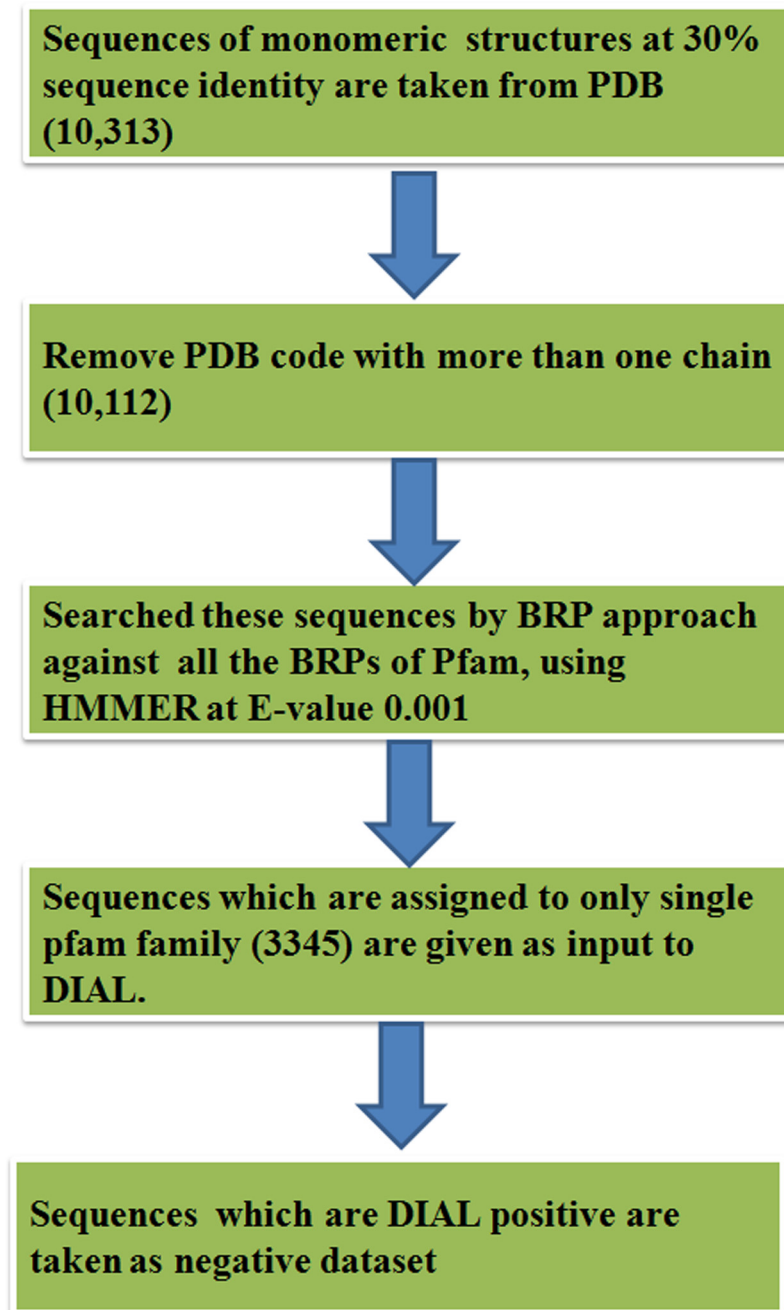 Sequences of monomeric structures at 30%
sequence identity are taken from PDB
(10,313)
Remove PDB code with more than one chain
(10,112)
Searched these sequences by BRP approach
against all the BRPs of Pfam, using
HMMER at E-value 0.001
Sequences which are assigned to only single
pfam family (3345) are given as input to
DIAL.
Sequences which are DIAL positive are
taken as negative dataset